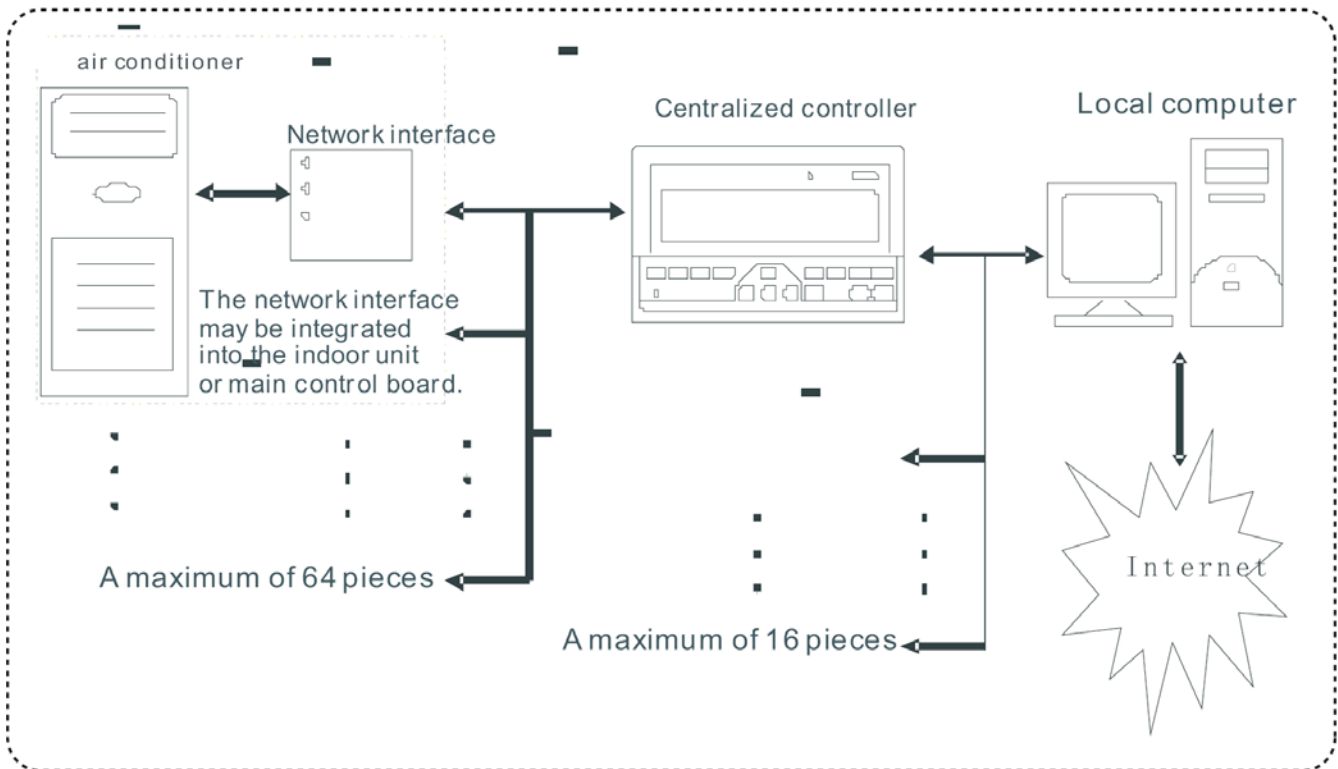 air conditioner
Network interface
The network interface
may be integrated
into the indoor unit
or main control board.
A maximum of 64 pieces
Centralized controller
A maximum of 16 pieces
Local computer
Internet